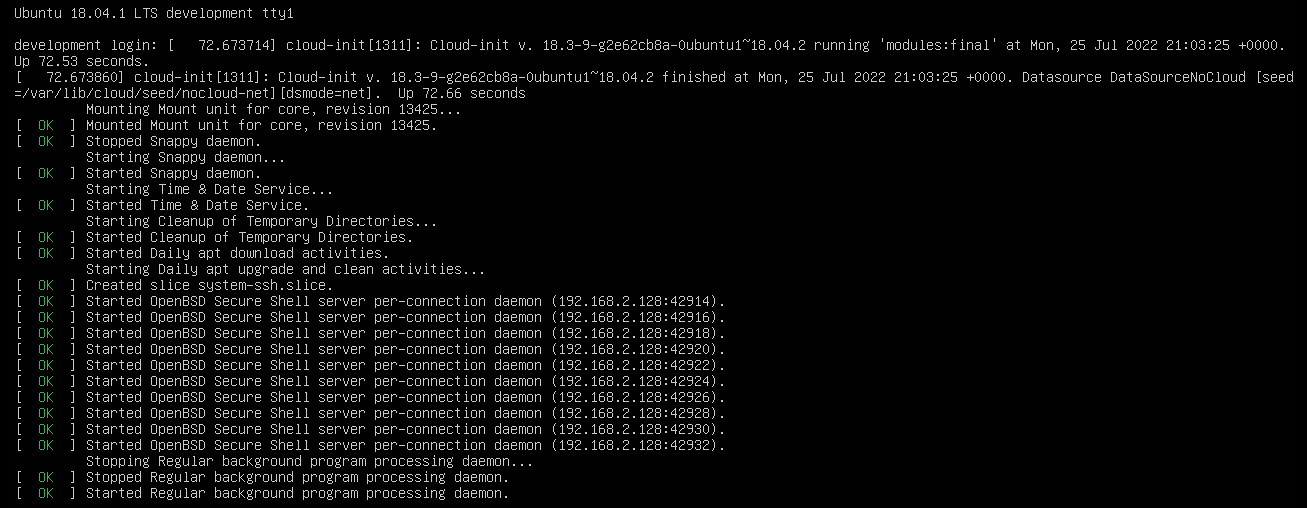 Ubuntu 18.04.1 LTS development tty1
development login: [   72.673714] cloud-init[1311]: Cloud-init v. 18.3-9-g2e62cb8a-0ubuntu1~18.04.2 running 'modules:final' at Mon, 25 Jul 2022 21:03:25 +0000.
Up 72.53 seconds.
[   72.673860] cloud-init[1311]: Cloud-init v. 18.3-9-g2e62cb8a-0ubuntu1~18.04.2 finished at Mon, 25 Jul 2022 21:03:25 +0000. Datasource DataSourceNoCloud [seed
=/var/lib/cloud/seed/nocloud-net][dsmode=net].  Up 72.66 seconds
         Mounting Mount unit for core, revision 13425...
[  OK  ] Mounted Mount unit for core, revision 13425.
[  OK  ] Stopped Snappy daemon.
         Starting Snappy daemon...
[  OK  ] Started Snappy daemon.
         Starting Time & Date Service...
[  OK  ] Started Time & Date Service.
         Starting Cleanup of Temporary Directories...
[  OK  ] Started Cleanup of Temporary Directories.
[  OK  ] Started Daily apt download activities.
         Starting Daily apt upgrade and clean activities...
[  OK  ] Created slice system-ssh.slice.
[  OK  ] Started OpenBSD Secure Shell server per-connection daemon (192.168.2.128:42914).
[  OK  ] Started OpenBSD Secure Shell server per-connection daemon (192.168.2.128:42916).
[  OK  ] Started OpenBSD Secure Shell server per-connection daemon (192.168.2.128:42918).
[  OK  ] Started OpenBSD Secure Shell server per-connection daemon (192.168.2.128:42920).
[  OK  ] Started OpenBSD Secure Shell server per-connection daemon (192.168.2.128:42922).
[  OK  ] Started OpenBSD Secure Shell server per-connection daemon (192.168.2.128:42924).
[  OK  ] Started OpenBSD Secure Shell server per-connection daemon (192.168.2.128:42926).
[  OK  ] Started OpenBSD Secure Shell server per-connection daemon (192.168.2.128:42928).
[  OK  ] Started OpenBSD Secure Shell server per-connection daemon (192.168.2.128:42930).
[  OK  ] Started OpenBSD Secure Shell server per-connection daemon (192.168.2.128:42932).
         Stopping Regular background program processing daemon...
[  OK  ] Stopped Regular background program processing daemon.
[  OK  ] Started Regular background program processing daemon.